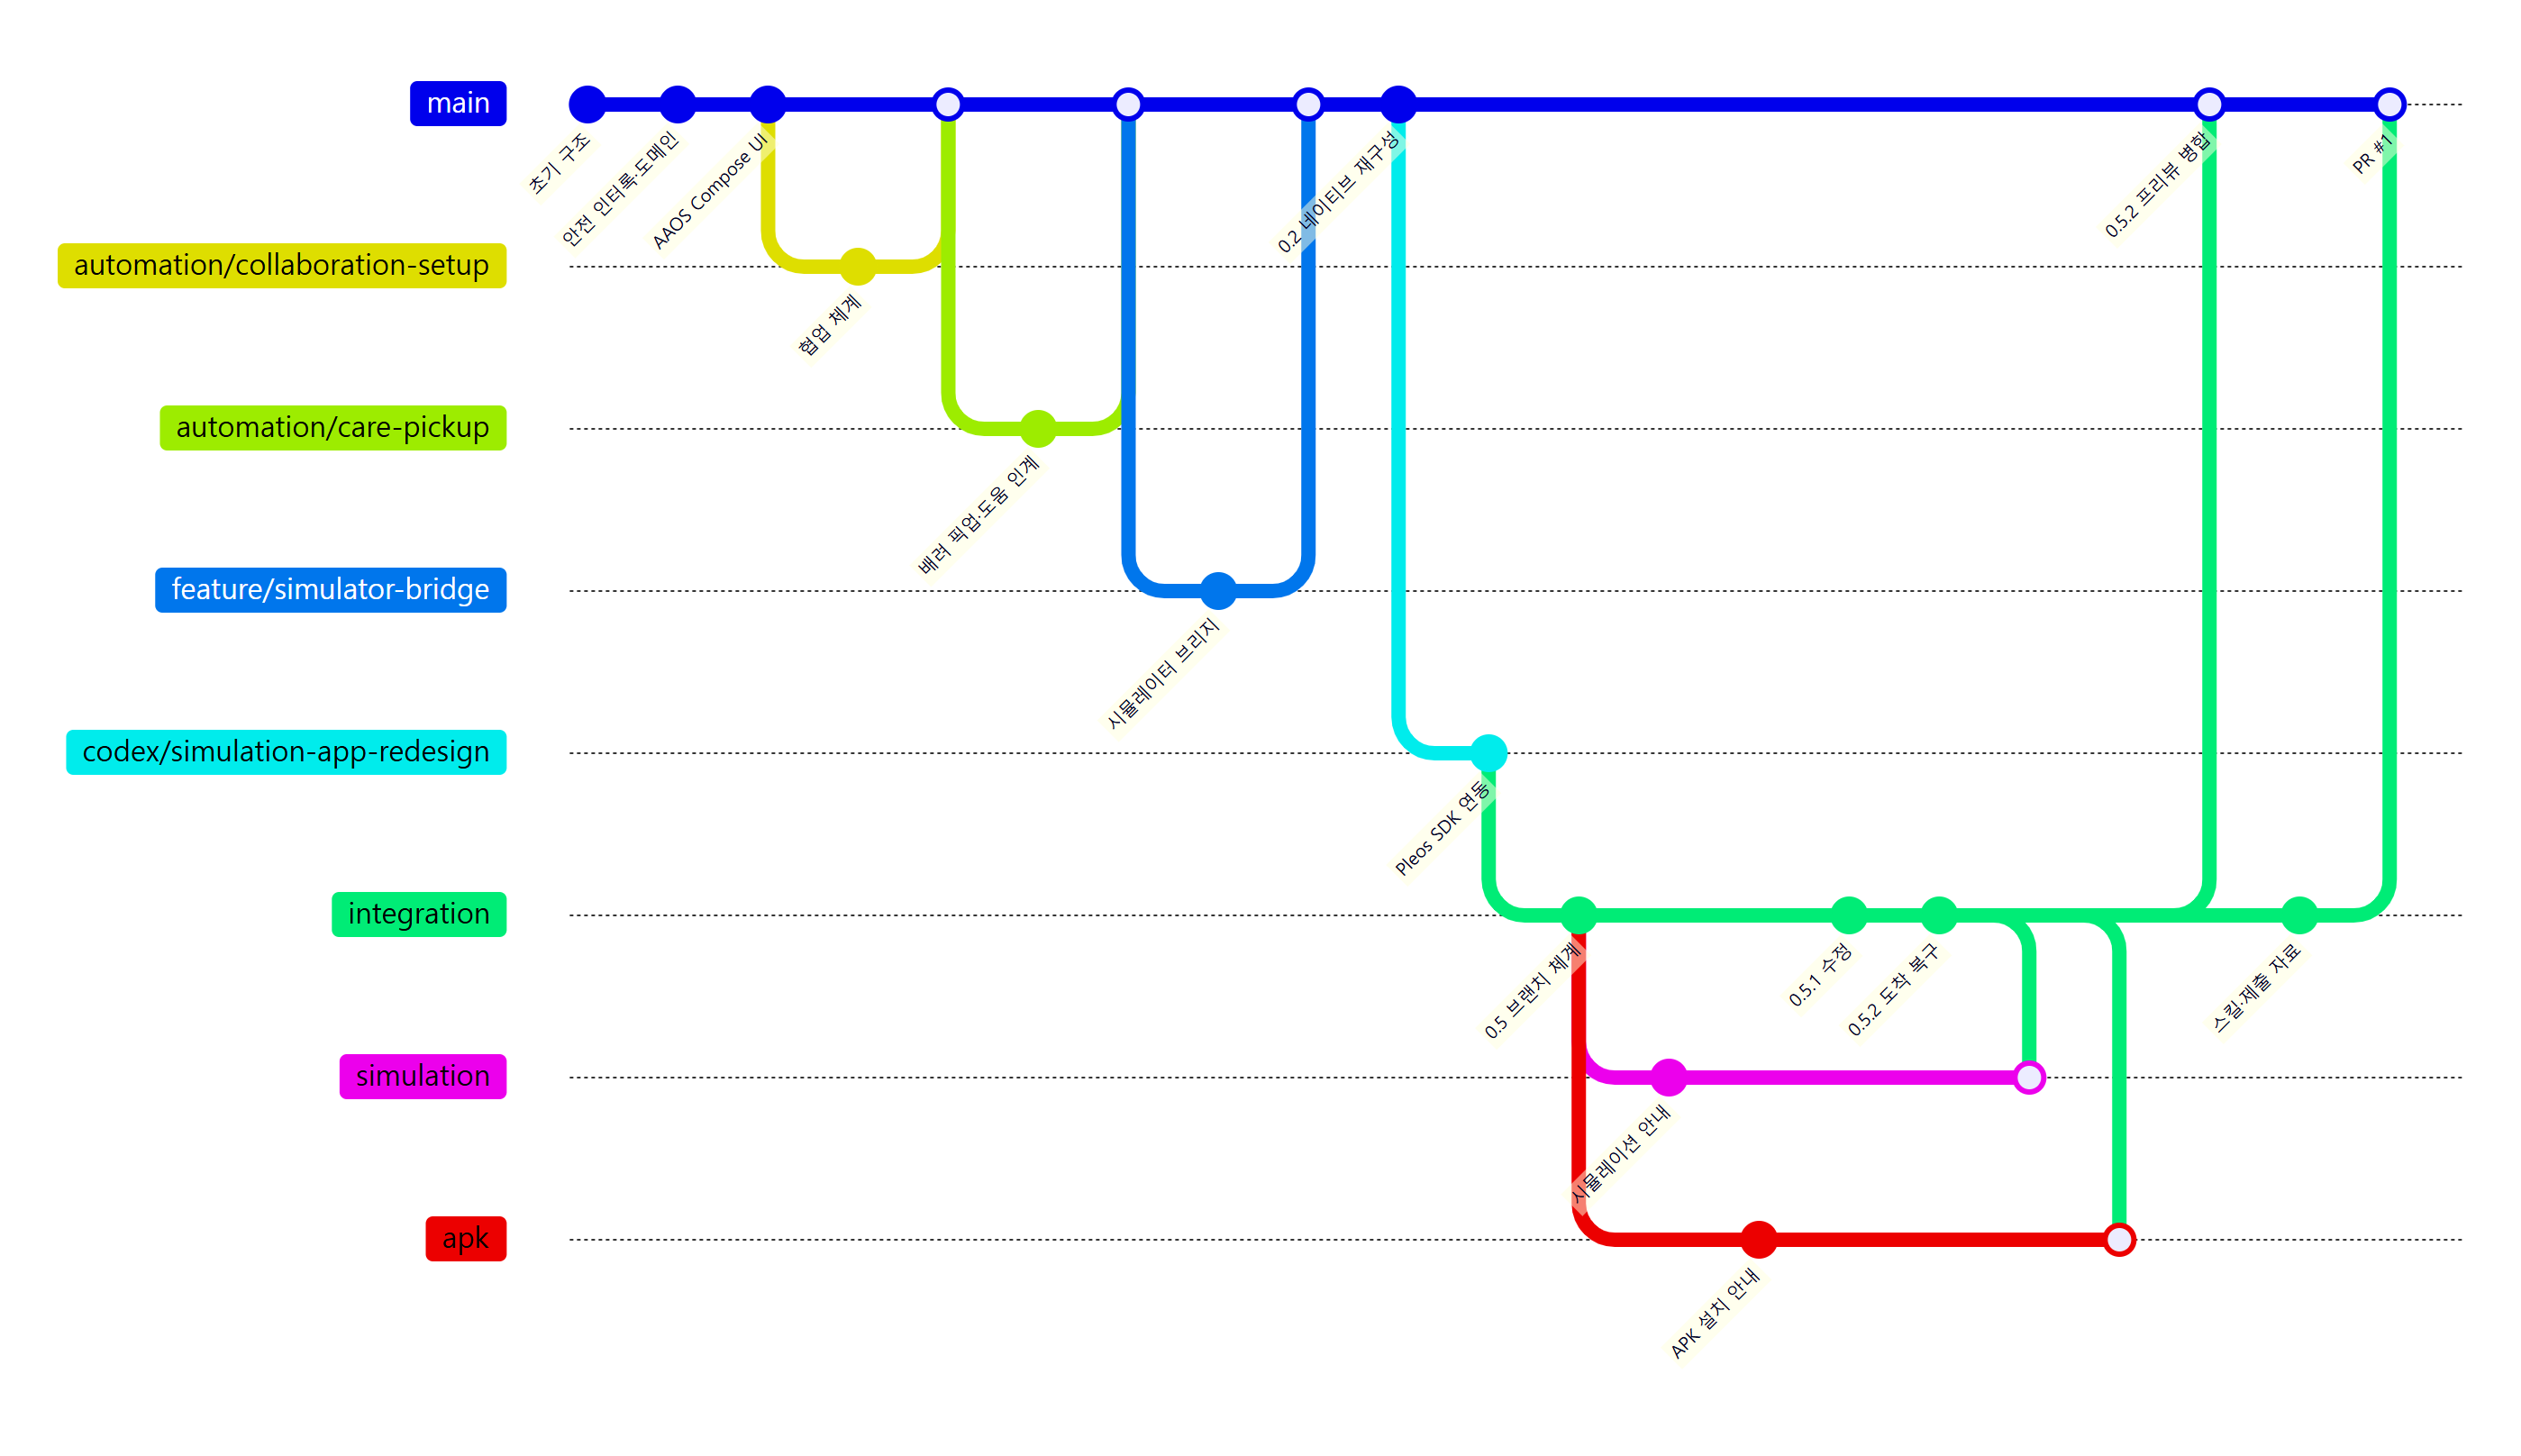 main
초기 구조
안전 인터록·도메인
AAOS Compose UI
0.2 네이티브 재구성
0.5.2 프리뷰 병합
PR #1
automation/collaboration-setup
협업 체계
automation/care-pickup
배려 픽업·도움 인계
feature/simulator-bridge
시뮬레이터 브리지
codex/simulation-app-redesign
Pleos SDK 연동
integration
0.5 브랜치 체계
0.5.1 수정
0.5.2 도착 복구
스킬·제출 자료
simulation
시뮬레이션 안내
apk
APK 설치 안내